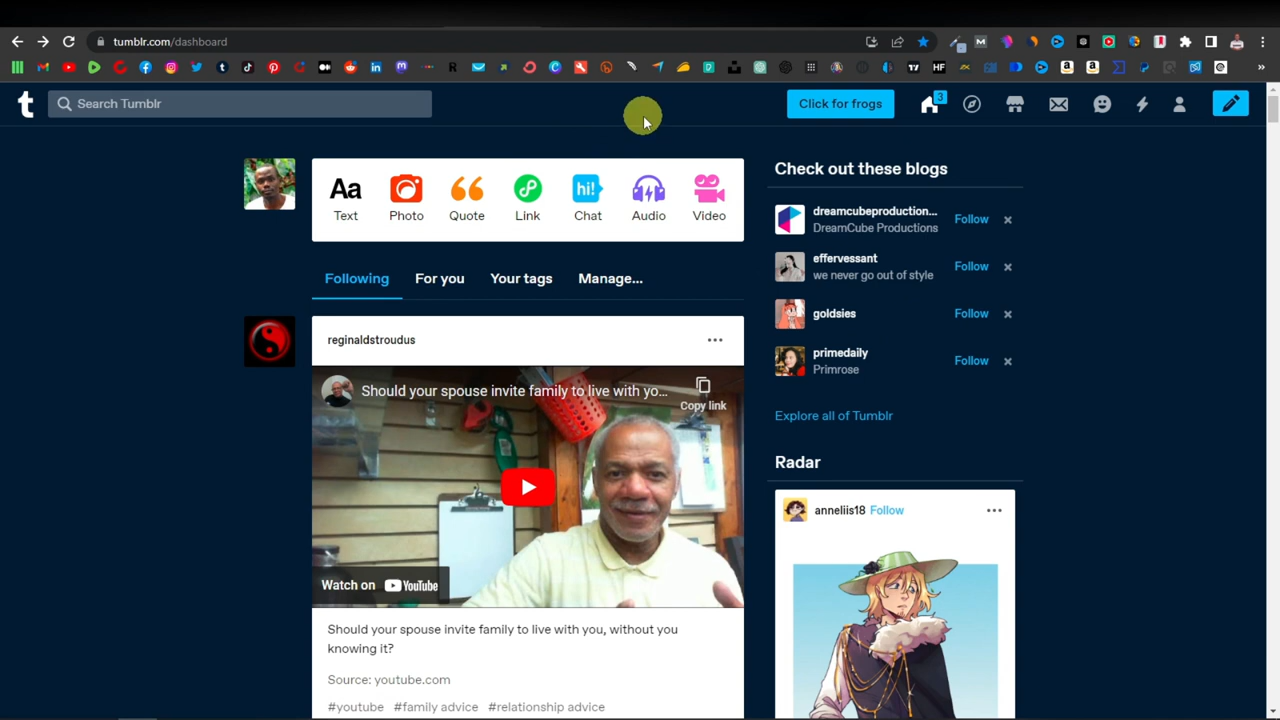 tumblr.com/dashboard
t
Search Tumblr
Click for frogs
3
Aa
hi!
Text
Photo
Quote
Link
Chat
Audio
Video
Following
For you
Your tags
Manage...
reginaldstroudus
Should your spouse invite family to live with yo...
Copy link
Watch on YouTube
Should your spouse invite family to live with you, without you
knowing it?
Source: youtube.com
#youtube #family advice #relationship advice
Check out these blogs
dreamcubeproduction...
DreamCube Productions
Follow
effervessant
we never go out of style
Follow
goldsies
Follow
primedaily
Primrose
Follow
Explore all of Tumblr
Radar
anneliis18 Follow